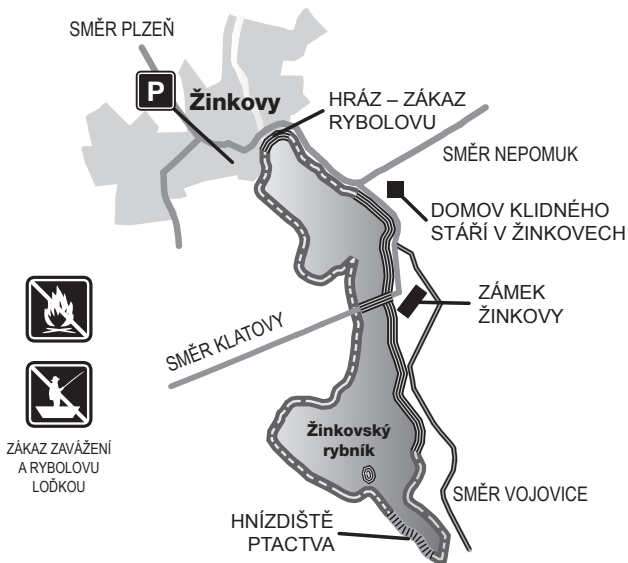 SMĚR PLZEŇ
P
Žinkovy
HRÁZ – ZÁKAZ
RYBOLOVU
SMĚR NEPOMUK
DOMOV KLIDNÉHO
STÁŘÍ V ŽINKOVECH
ZÁMEK
ŽINKOVY
SMĚR KLATOVY
ZÁKAZ ZAVÁŽENÍ
A RYBOLOVU
LOĎKOU
Žinkovský
rybník
SMĚR VOJOVICE
HNÍZDIŠTĚ
PTACTVA